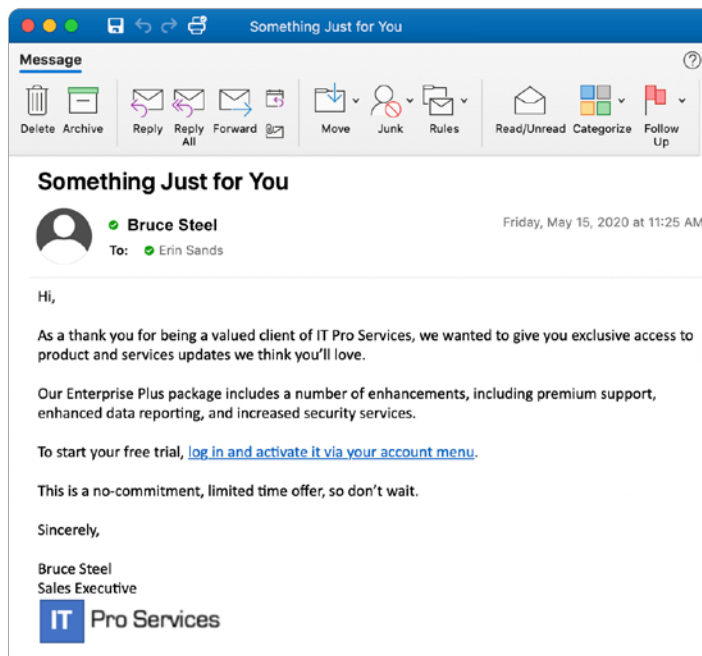 Something Just for You
Message
?
Delete Archive Reply Reply All Forward Move Junk Rules Read/Unread Categorize Follow Up
Something Just for You
Bruce Steel
Friday, May 15, 2020 at 11:25 AM
To: Erin Sands
Hi,
As a thank you for being a valued client of IT Pro Services, we wanted to give you exclusive access to
product and services updates we think you’ll love.
Our Enterprise Plus package includes a number of enhancements, including premium support,
enhanced data reporting, and increased security services.
To start your free trial, log in and activate it via your account menu.
This is a no-commitment, limited time offer, so don’t wait.
Sincerely,
Bruce Steel
Sales Executive
IT Pro Services